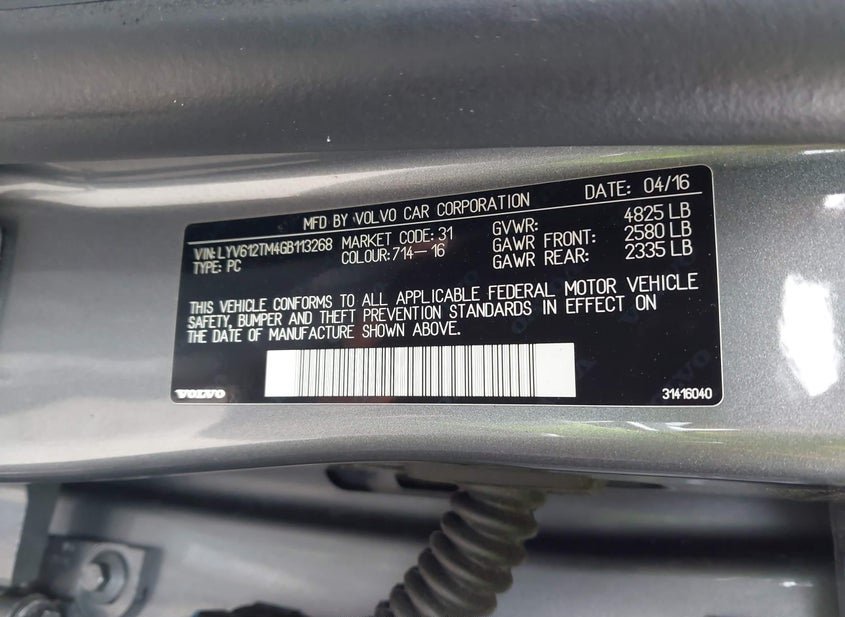 MFD BY VOLVO CAR CORPORATION DATE: 04/16
VIN: LYV612TM4GB113268 MARKET CODE: 31 GVWR: 4825 LB
TYPE: PC COLOUR: 714-16 GAWR FRONT: 2580 LB
GAWR REAR: 2335 LB
THIS VEHICLE CONFORMS TO ALL APPLICABLE FEDERAL MOTOR VEHICLE
SAFETY, BUMPER AND THEFT PREVENTION STANDARDS IN EFFECT ON
THE DATE OF MANUFACTURE SHOWN ABOVE.
VOLVO 31416040